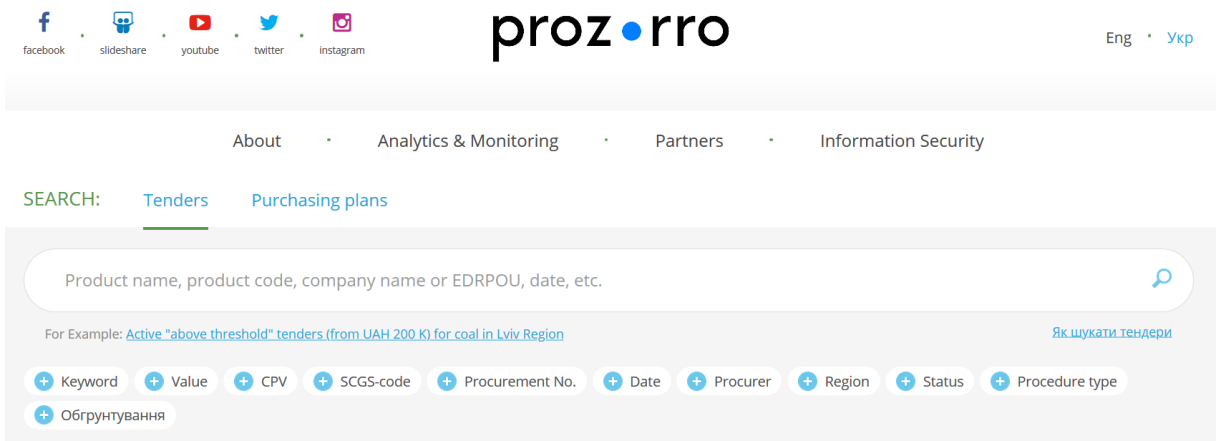 facebook
slideshare
youtube
twitter
instagram
prozorro
Eng · Укр
About · Analytics & Monitoring · Partners · Information Security
SEARCH: Tenders Purchasing plans
Product name, product code, company name or EDRPOU, date, etc.
For Example: Active "above threshold" tenders (from UAH 200 K) for coal in Lviv Region
Як шукати тендери
Keyword Value CPV SCGS-code Procurement No. Date Procurer Region Status Procedure type
Обгрунтування